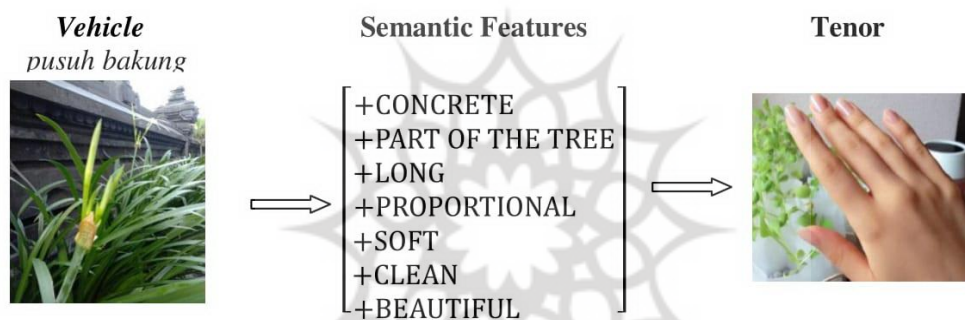 Vehicle
pusuh bakung
Semantic Features
+CONCRETE
+PART OF THE TREE
+LONG
+PROPORTIONAL
+SOFT
+CLEAN
+BEAUTIFUL
Tenor